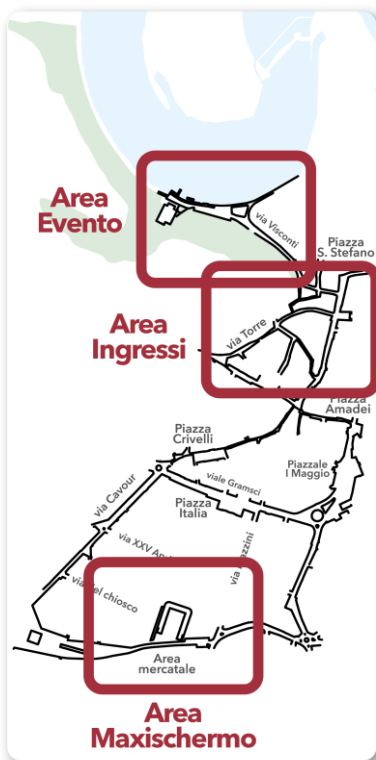 Area
Evento
via Visconti
Piazza
S. Stefano
Area
Ingressi
via Torre
Piazza
Amadei
Piazza
Crivelli
Piazzale
I Maggio
viale Gramsci
via Cavour
Piazza
Italia
via XXV
via
via del chiosco
Area
mercatale
Area
Maxischermo